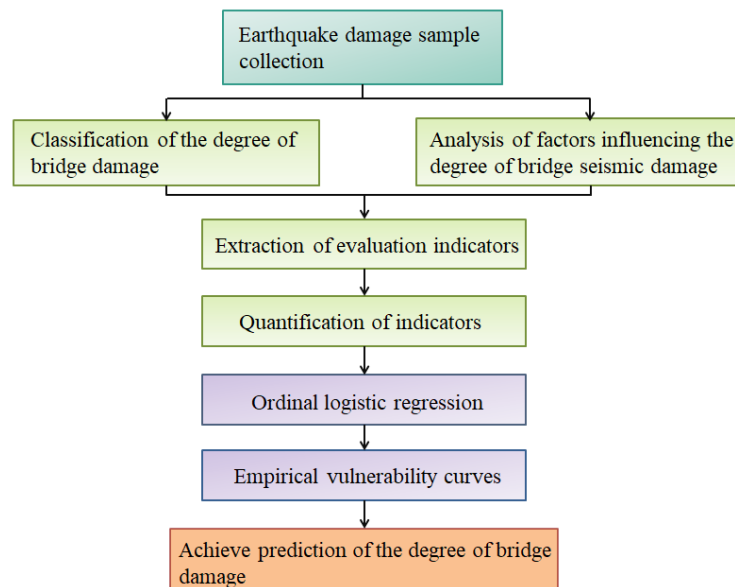 Earthquake damage sample
collection
Classification of the degree of
bridge damage
Analysis of factors influencing the
degree of bridge seismic damage
Extraction of evaluation indicators
Quantification of indicators
Ordinal logistic regression
Empirical vulnerability curves
Achieve prediction of the degree of bridge
damage